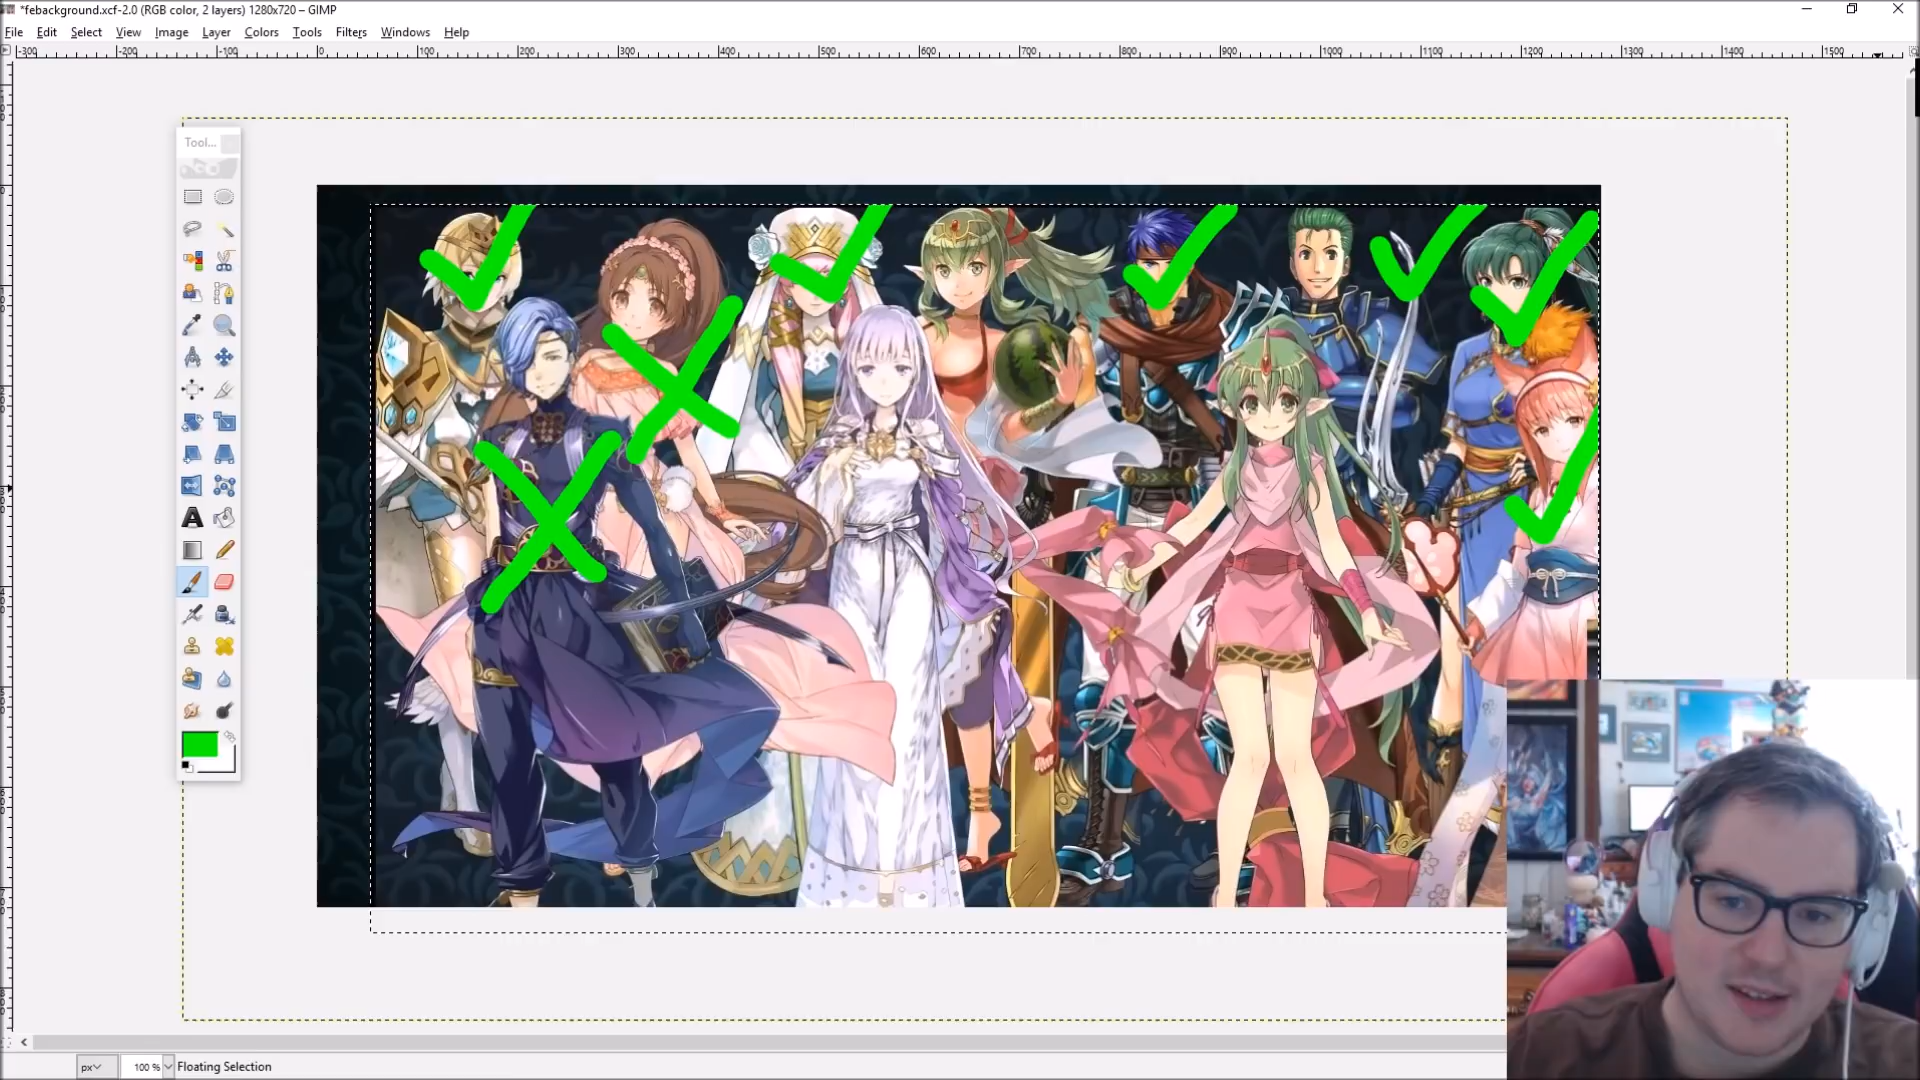 *febackground.xcf-2.0 (RGB color, 2 layers) 1280x720 – GIMP
File Edit Select View Image Layer Colors Tools Filters Windows Help
-300 -200 -100 0 100 200 300 400 500 600 700 800 900 1000 1100 1200 1300 1400 1500
Tool...
px 100 % Floating Selection